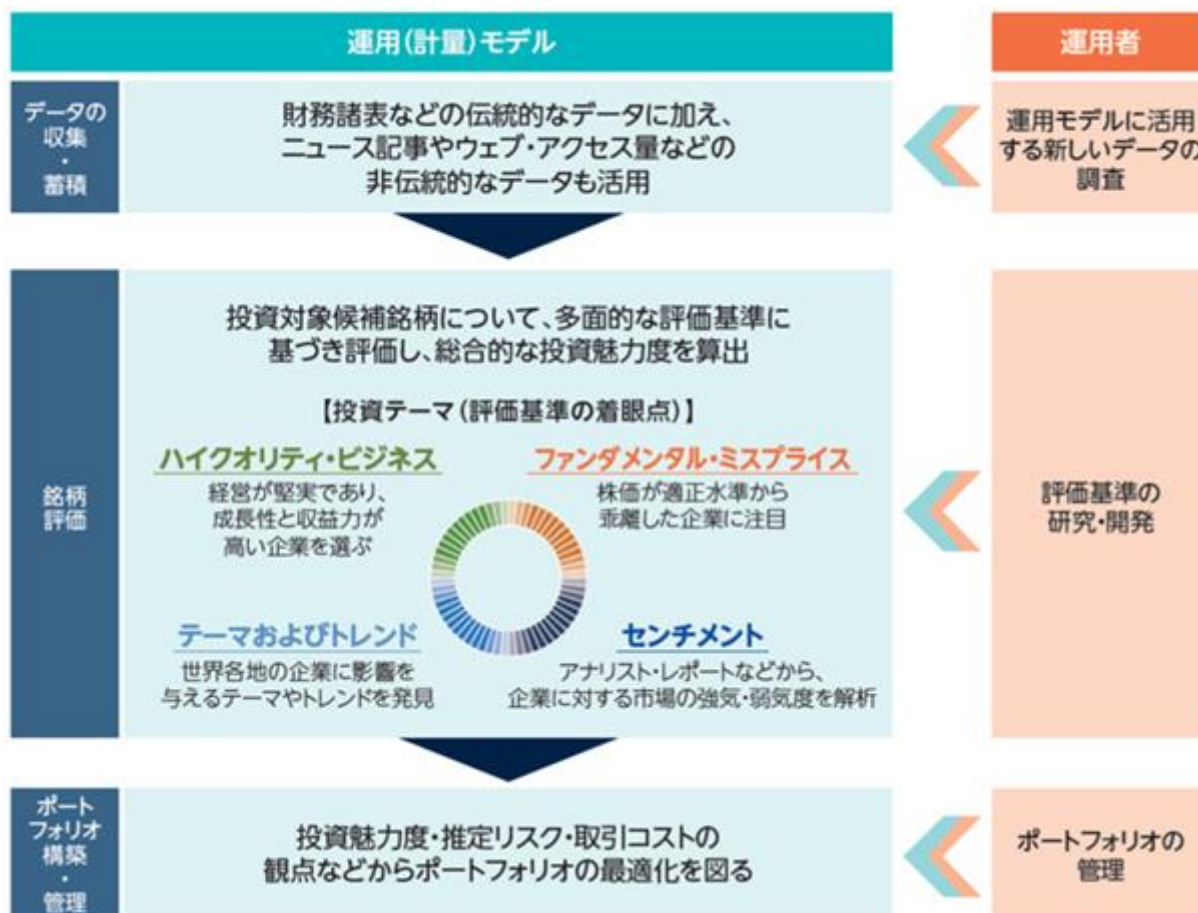 運用(計量)モデル
運用者
データの
収集
・
蓄積
財務諸表などの伝統的なデータに加え、
ニュース記事やウェブ・アクセス量などの
非伝統的なデータも活用
運用モデルに活用
する新しいデータの
調査
銘柄
評価
投資対象候補銘柄について、多面的な評価基準に
基づき評価し、総合的な投資魅力度を算出
【投資テーマ(評価基準の着眼点)】
ハイクオリティ・ビジネス
経営が堅実であり、
成長性と収益力が
高い企業を選ぶ
ファンダメンタル・ミスプライス
株価が適正水準から
乖離した企業に注目
テーマおよびトレンド
世界各地の企業に影響を
与えるテーマやトレンドを発見
センチメント
アナリスト・レポートなどから、
企業に対する市場の強気・弱気度を解析
評価基準の
研究・開発
ポート
フォリオ
構築
・
管理
投資魅力度・推定リスク・取引コストの
観点などからポートフォリオの最適化を図る
ポートフォリオの
管理